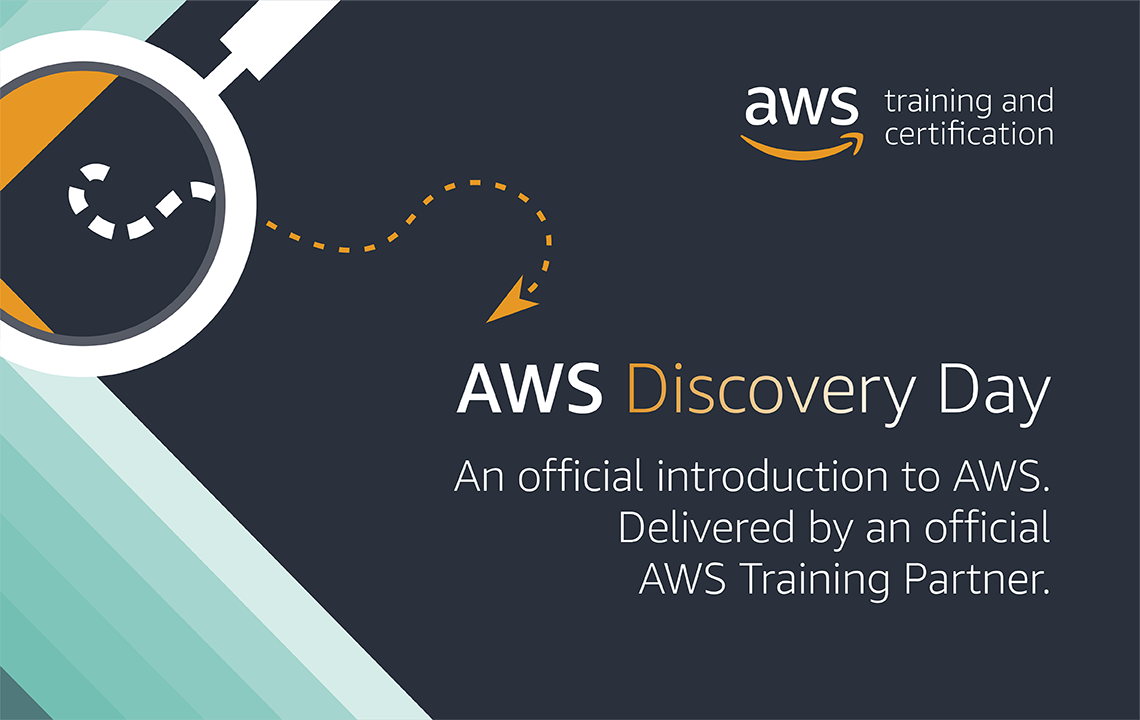 aws training and
certification
AWS Discovery Day
An official introduction to AWS.
Delivered by an official
AWS Training Partner.